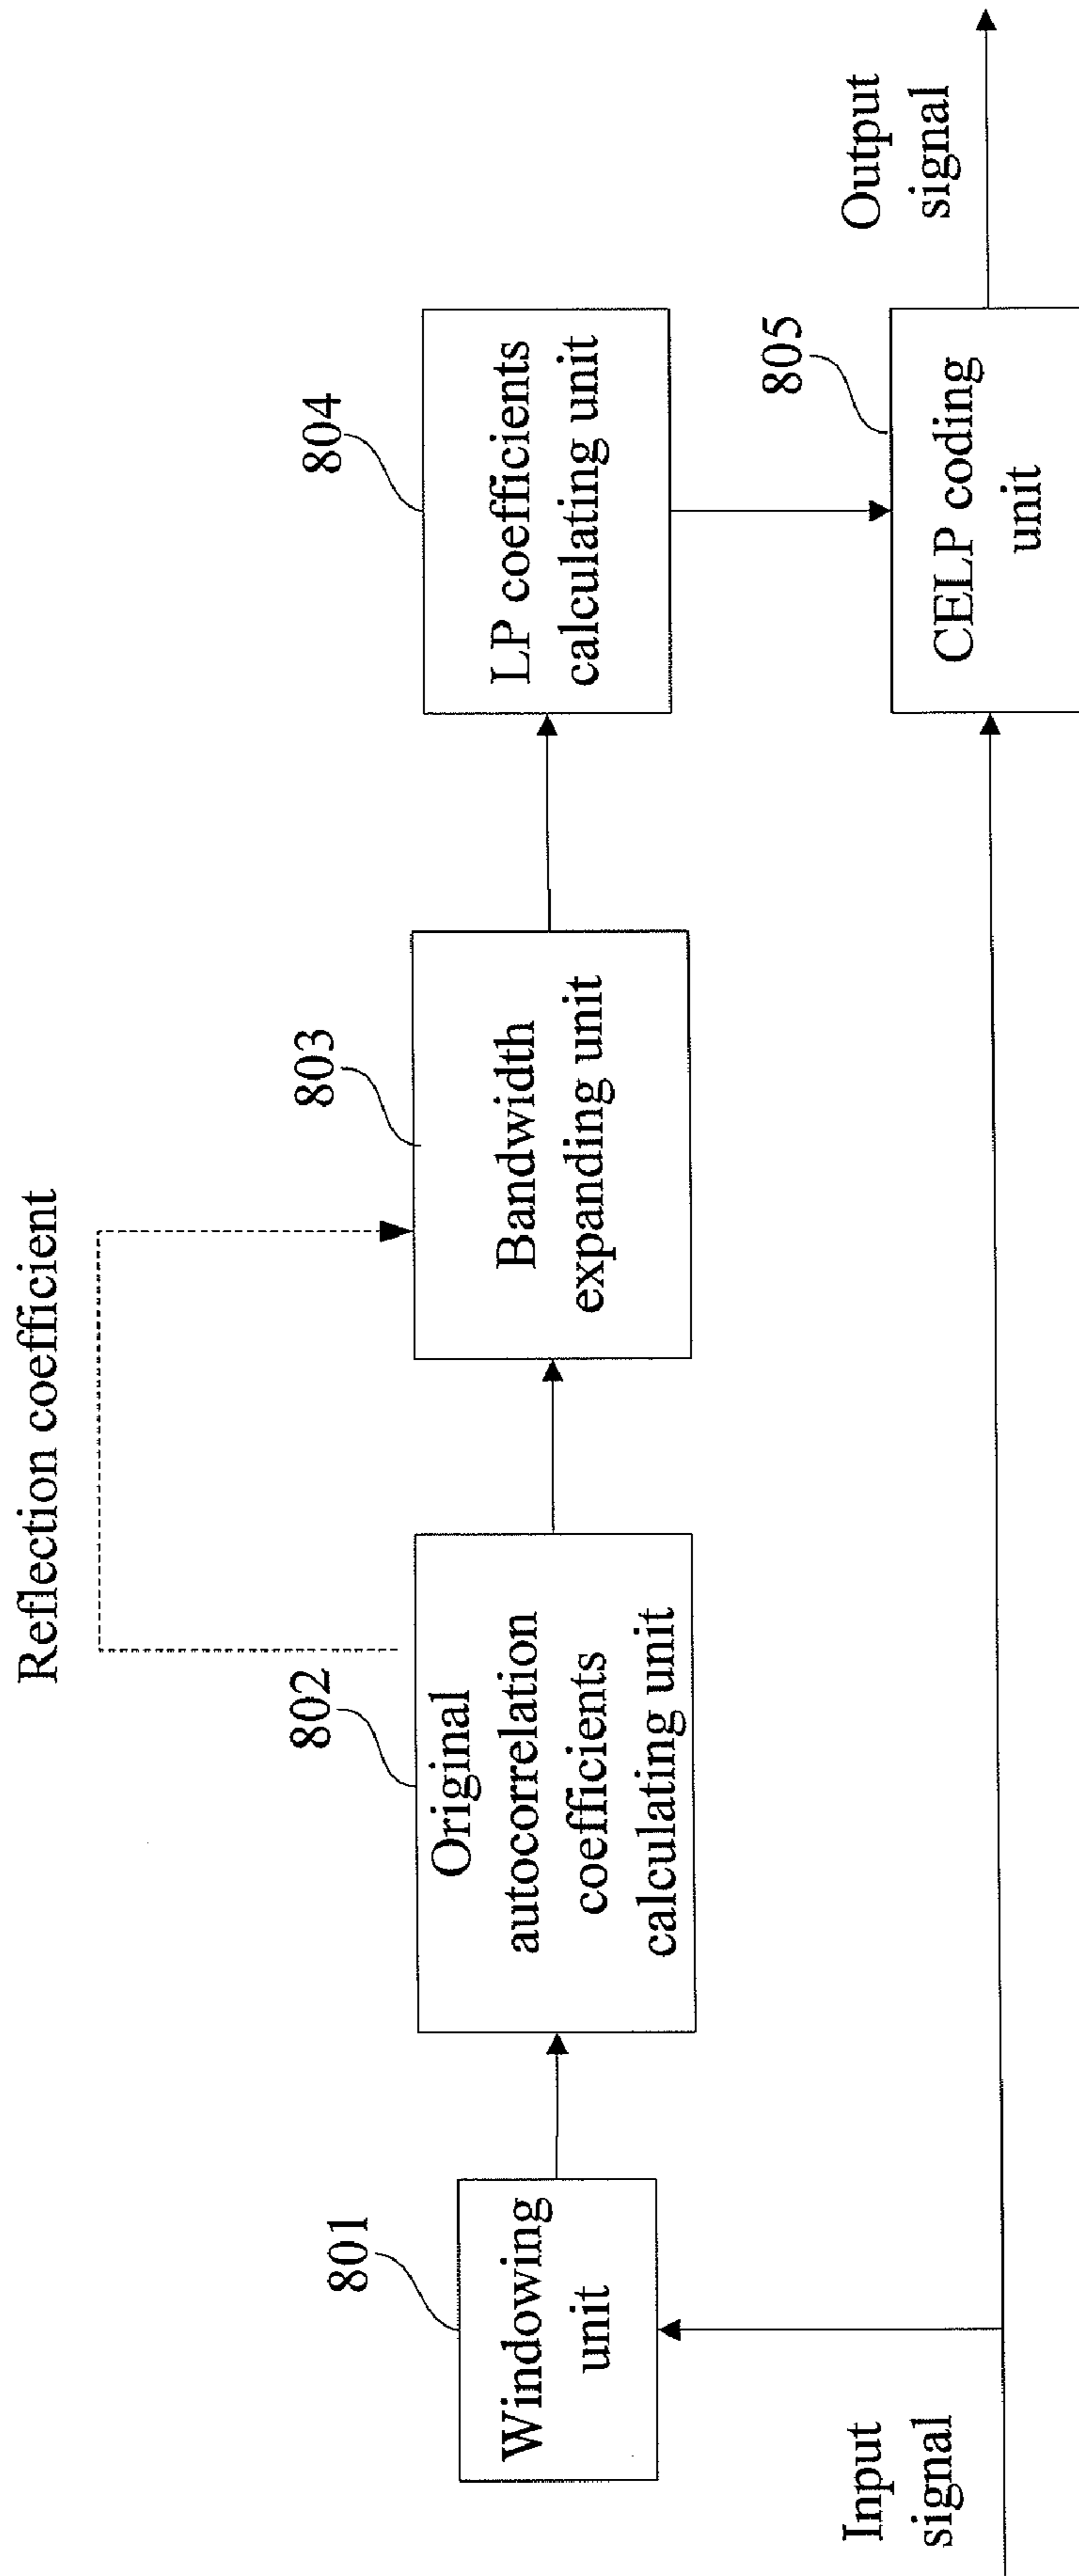 Reflection coefficient
801
Windowing
unit
802
Original
autocorrelation
coefficients
calculating unit
803
Bandwidth
expanding unit
804
LP coefficients
calculating unit
Input
signal
805
CELP coding
unit
Output
signal